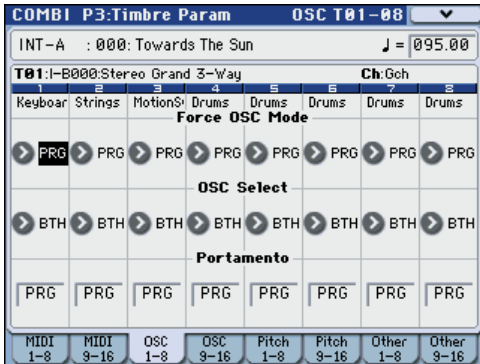 COMBI P3:Timbre Param OSC T01-08
INT-A :000: Towards The Sun ♩= 095.00
T01:I-B000:Stereo Grand 3-Way Ch:Gch
1 2 3 4 5 6 7 8
Keyboar Strings MotionS Drums Drums Drums Drums Drums
Force OSC Mode
PRG PRG PRG PRG PRG PRG PRG PRG
OSC Select
BTH BTH BTH BTH BTH BTH BTH BTH
Portamento
PRG PRG PRG PRG PRG PRG PRG PRG
MIDI MIDI OSC OSC Pitch Pitch Other Other
1-8 9-16 1-8 9-16 1-8 9-16 1-8 9-16